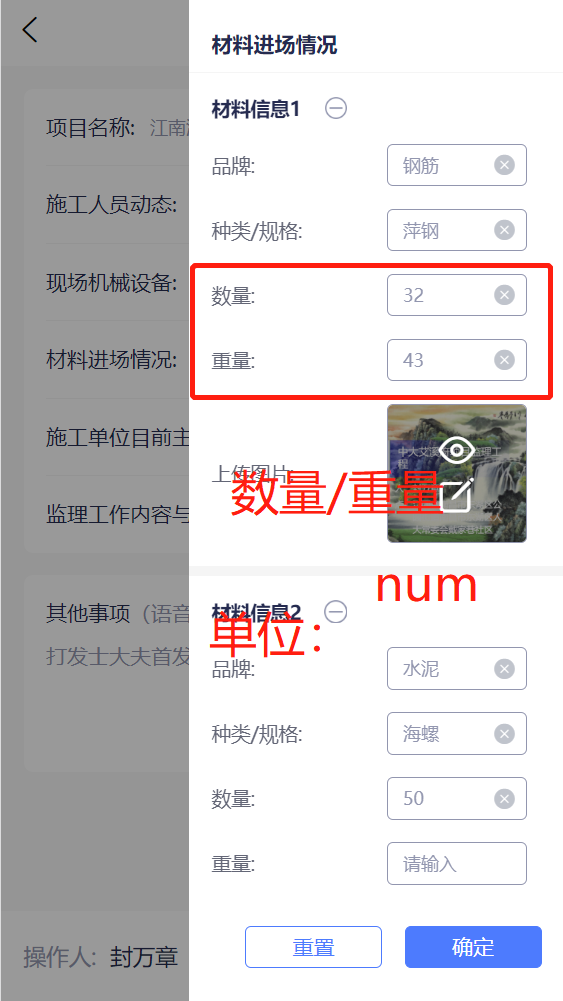 材料进场情况
项目名称: 江南
材料信息1
品牌: 钢筋
施工人员动态:
种类/规格: 萍钢
现场机械设备:
数量: 32
材料进场情况:
重量: 43
施工单位目前主
上传图片:
数量/重量
监理工作内容与
num
其他事项（语音
材料信息2
单位:
打发士大夫首发
品牌: 水泥
种类/规格: 海螺
数量: 50
重量: 请输入
操作人: 封万章
重置
确定